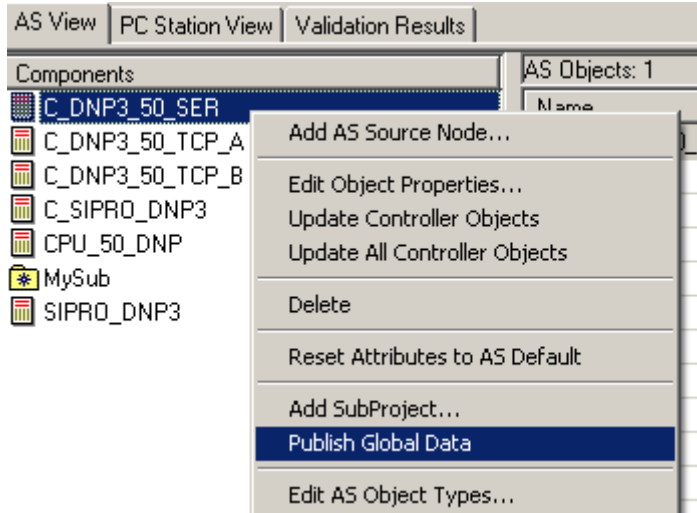 AS View
PC Station View
Validation Results
Components
AS Objects: 1
Name
C_DNP3_50_SER
C_DNP3_50_TCP_A
C_DNP3_50_TCP_B
C_SIPRO_DNP3
CPU_50_DNP
MySub
SIPRO_DNP3
Add AS Source Node...
Edit Object Properties...
Update Controller Objects
Update All Controller Objects
Delete
Reset Attributes to AS Default
Add SubProject...
Publish Global Data
Edit AS Object Types...